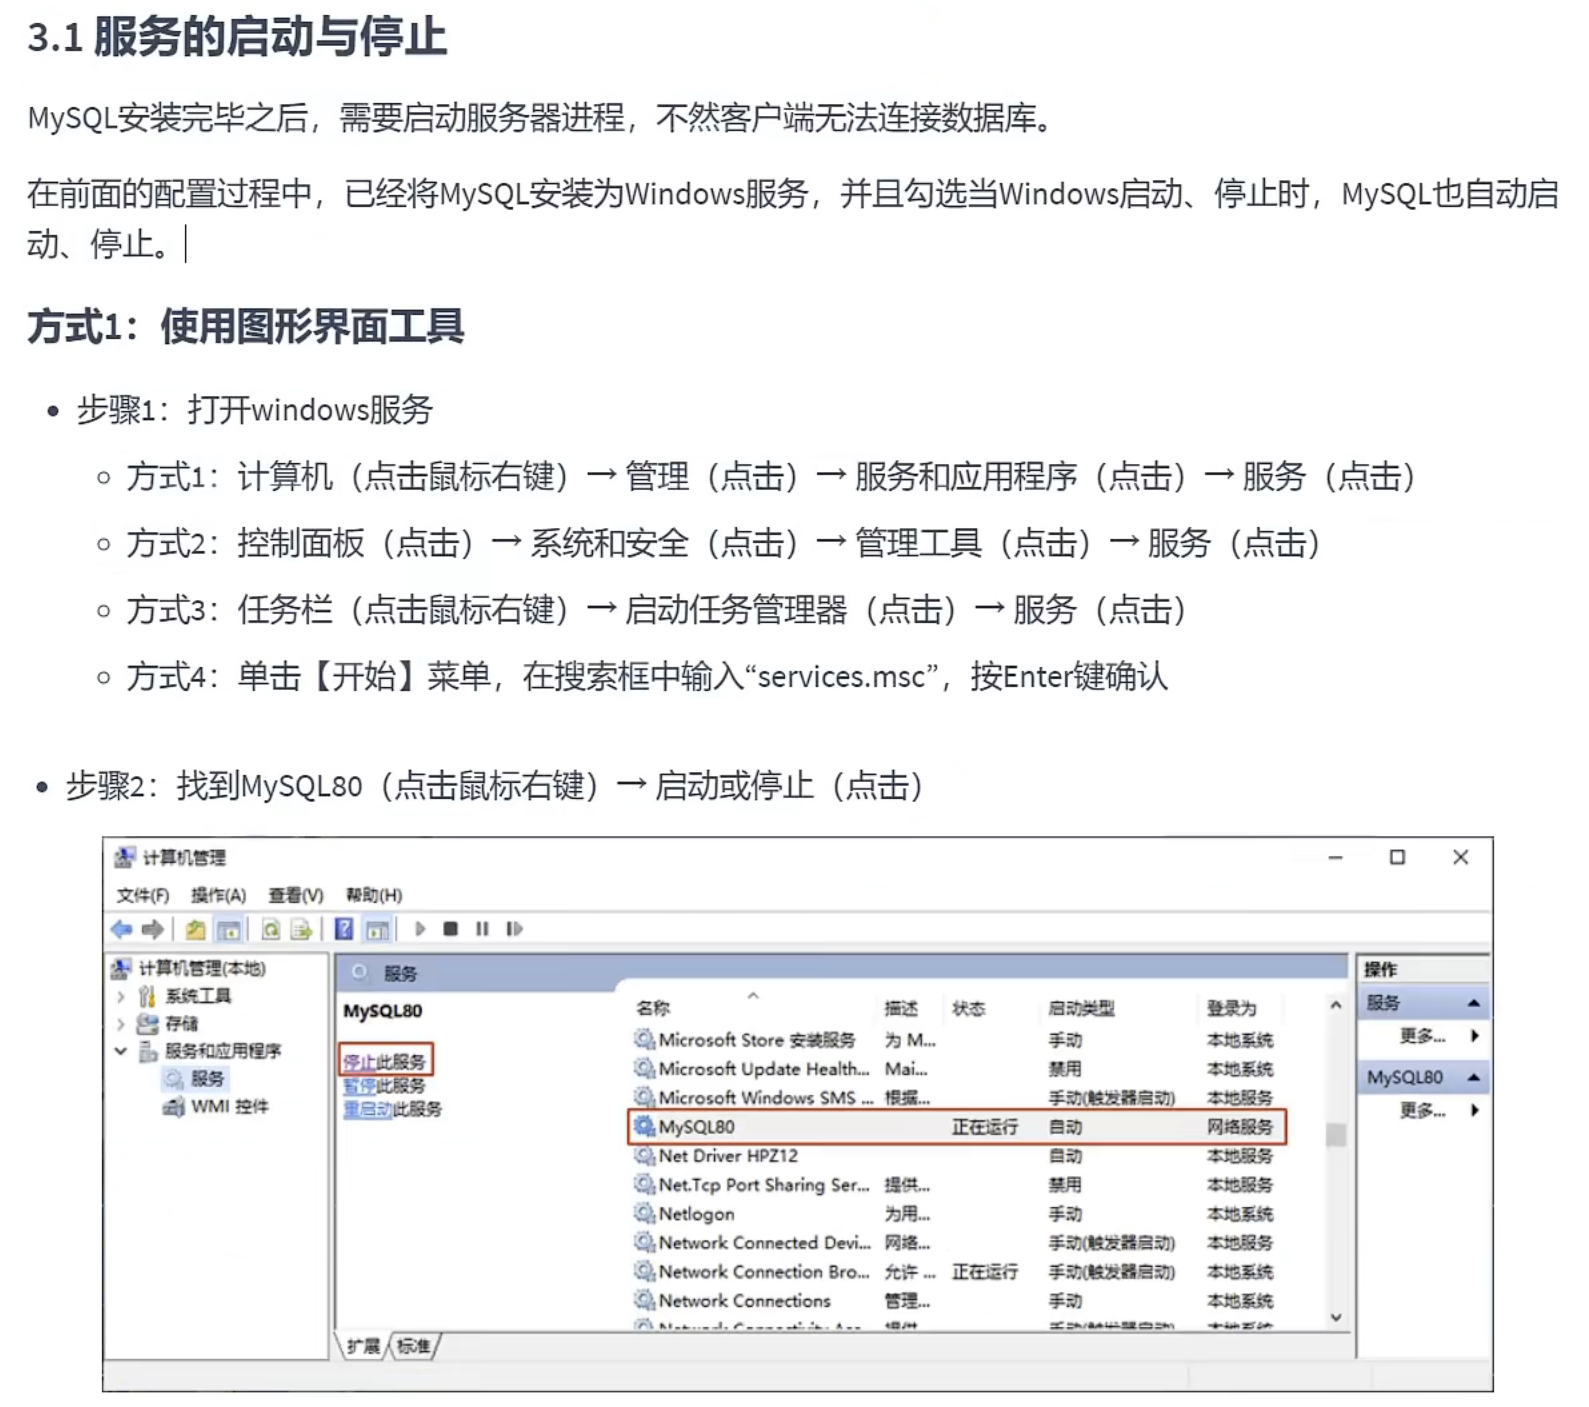 3.1 服务的启动与停止
MySQL安装完毕之后，需要启动服务器进程，不然客户端无法连接数据库。
在前面的配置过程中，已经将MySQL安装为Windows服务，并且勾选当Windows启动、停止时，MySQL也自动启
动、停止。
方式1：使用图形界面工具
• 步骤1：打开windows服务
○ 方式1：计算机（点击鼠标右键）→ 管理（点击）→ 服务和应用程序（点击）→ 服务（点击）
○ 方式2：控制面板（点击）→ 系统和安全（点击）→ 管理工具（点击）→ 服务（点击）
○ 方式3：任务栏（点击鼠标右键）→ 启动任务管理器（点击）→ 服务（点击）
○ 方式4：单击【开始】菜单，在搜索框中输入“services.msc”，按Enter键确认
• 步骤2：找到MySQL80（点击鼠标右键）→ 启动或停止（点击）
计算机管理
文件(F) 操作(A) 查看(V) 帮助(H)
计算机管理(本地)
系统工具
存储
服务和应用程序
服务
WMI 控件
服务
MySQL80
停止此服务
暂停此服务
重启动此服务
名称 描述 状态 启动类型 登录为
Microsoft Store 安装服务 为 M... 手动 本地系统
Microsoft Update Health... Mai... 禁用 本地系统
Microsoft Windows SMS ... 根据... 手动(触发器启动) 本地服务
MySQL80 正在运行 自动 网络服务
Net Driver HPZ12 自动 本地服务
Net.Tcp Port Sharing Ser... 提供... 禁用 本地服务
Netlogon 为用... 手动 本地系统
Network Connected Devi... 网络... 手动(触发器启动) 本地服务
Network Connection Bro... 允许 ... 正在运行 手动(触发器启动) 本地系统
Network Connections 管理... 手动 本地系统
扩展 标准
操作
服务
更多...
MySQL80
更多...